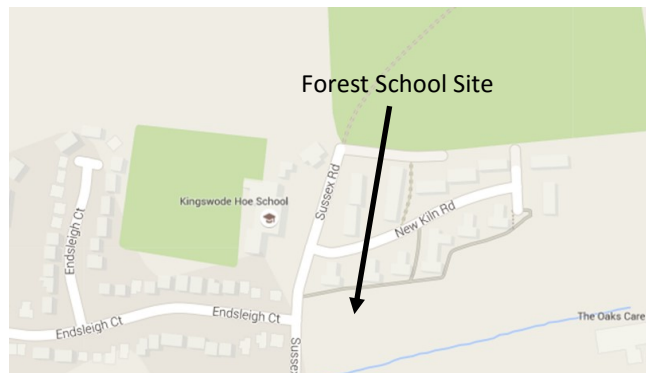 Forest School Site
Kingswode Hoe School
Sussex Rd
New Kiln Rd
Endsleigh Ct
Endsleigh Ct
Endsleigh Ct
The Oaks Care
Sussex